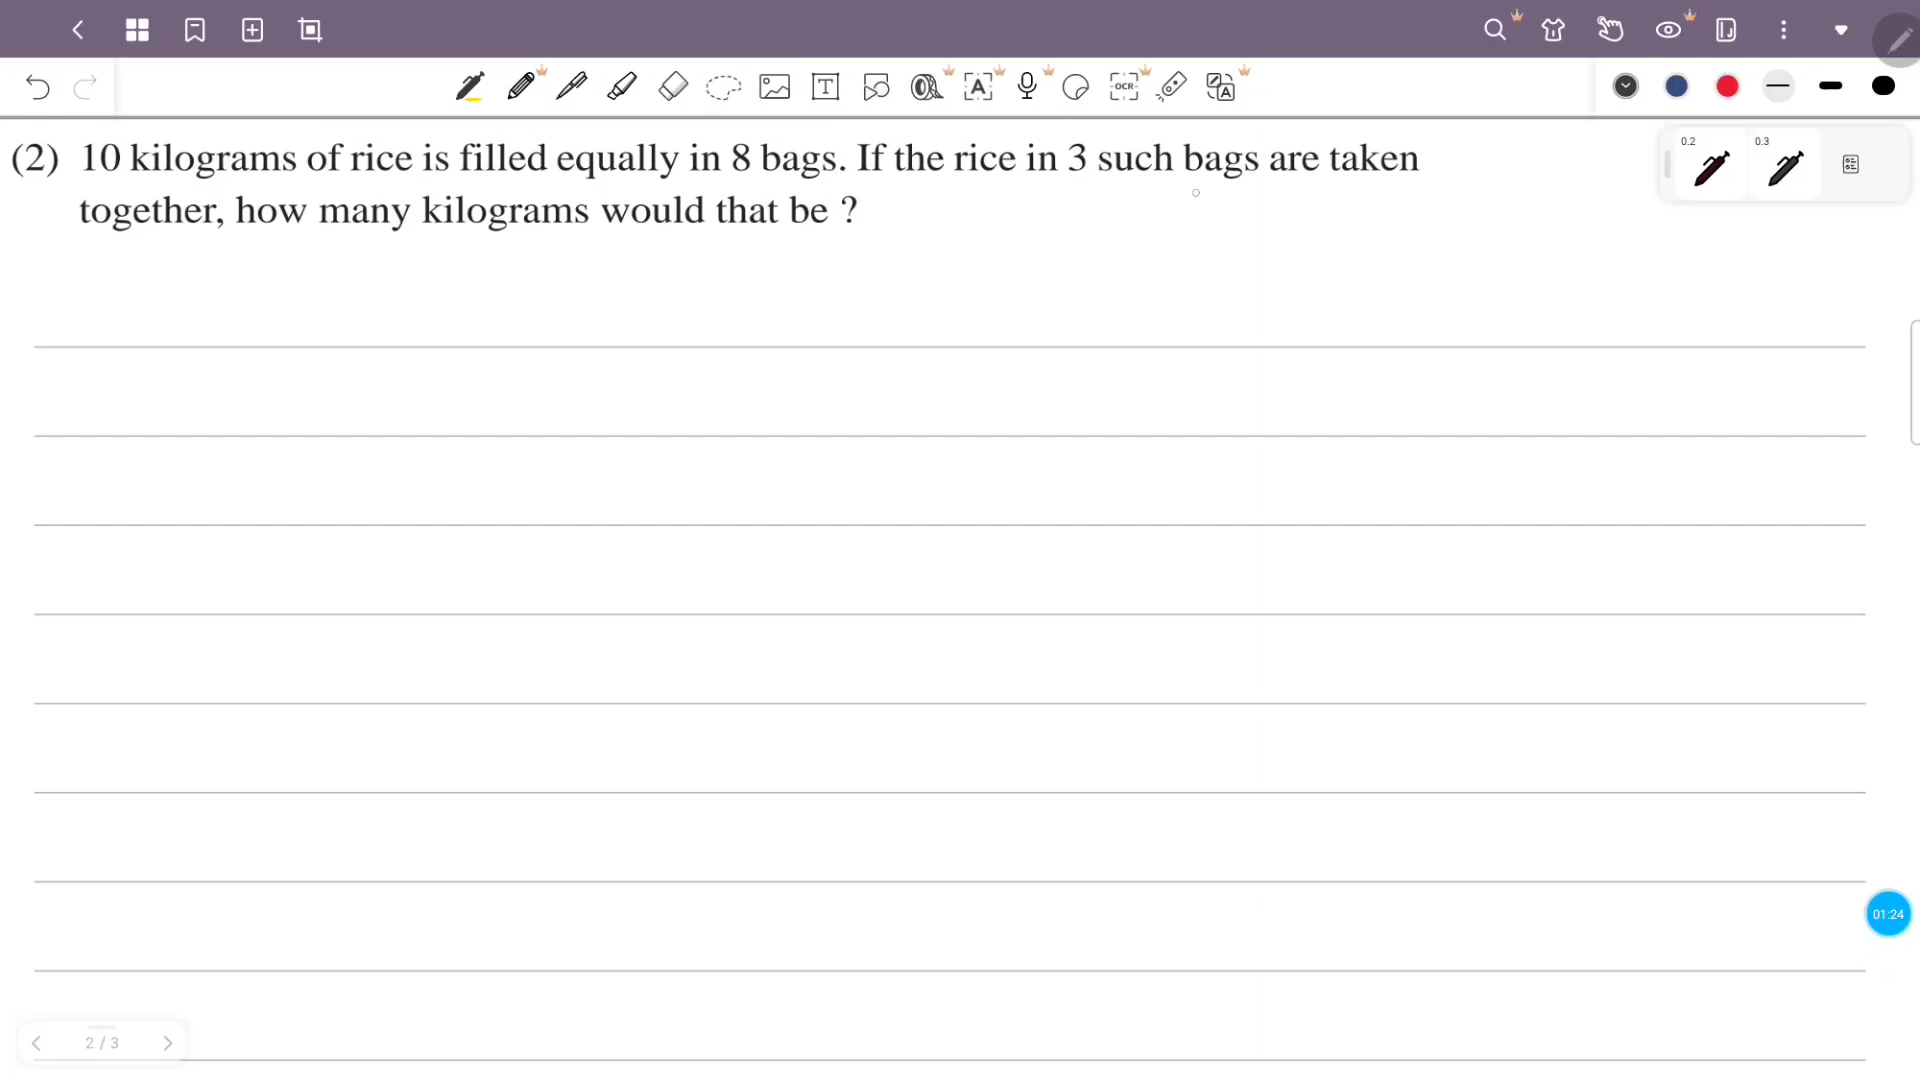 0.2
0.3
(2) 10 kilograms of rice is filled equally in 8 bags. If the rice in 3 such bags are taken
together, how many kilograms would that be ?
01:24
2 / 3